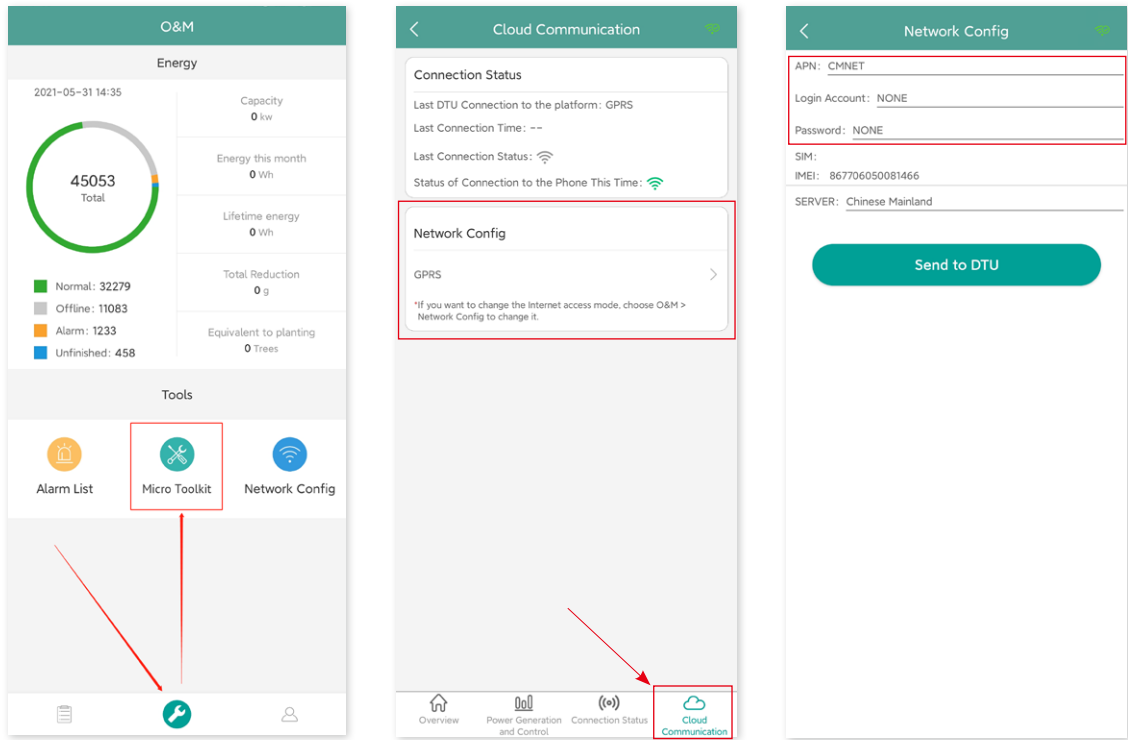 O&M
Energy
2021-05-31 14:35
45053
Total
Normal: 32279
Offline: 11083
Alarm: 1233
Unfinished: 458
Capacity
0 kw
Energy this month
0 Wh
Lifetime energy
0 Wh
Total Reduction
0 g
Equivalent to planting
0 Trees
Tools
Alarm List
Micro Toolkit
Network Config
Cloud Communication
Connection Status
Last DTU Connection to the platform: GPRS
Last Connection Time: --
Last Connection Status:
Status of Connection to the Phone This Time:
Network Config
GPRS
*If you want to change the Internet access mode, choose O&M >
Network Config to change it.
Overview
Power Generation
and Control
Connection Status
Cloud
Communication
Network Config
APN: CMNET
Login Account: NONE
Password: NONE
SIM:
IMEI: 867706050081466
SERVER: Chinese Mainland
Send to DTU